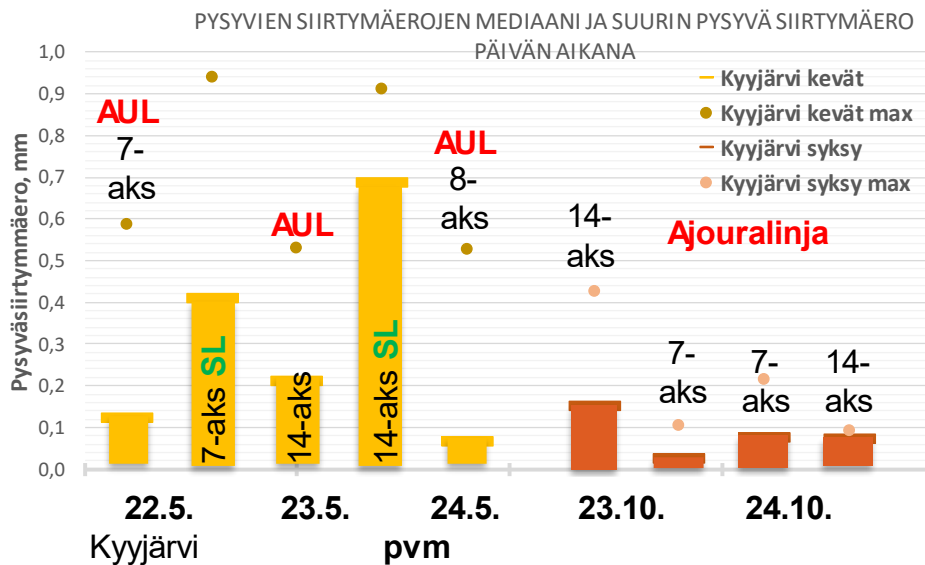 PYSYVIEN SIIRTYMÄEROJEN MEDIAANI JA SUURIN PYSYVÄ SIIRTYMÄERO
PÄIVÄN AIKANA
Pysyväsiirtymmäero, mm
1,0
0,9
0,8
0,7
0,6
0,5
0,4
0,3
0,2
0,1
0,0
Kyyjärvi kevät
Kyyjärvi kevät max
Kyyjärvi syksy
Kyyjärvi syksy max
AUL
7-
aks
7-aks SL
AUL
14-aks
14-aks SL
AUL
8-
aks
14-
aks
Ajouralinja
7-
aks
7-
aks
14-
aks
22.5.
23.5.
24.5.
23.10.
24.10.
Kyyjärvi
pvm